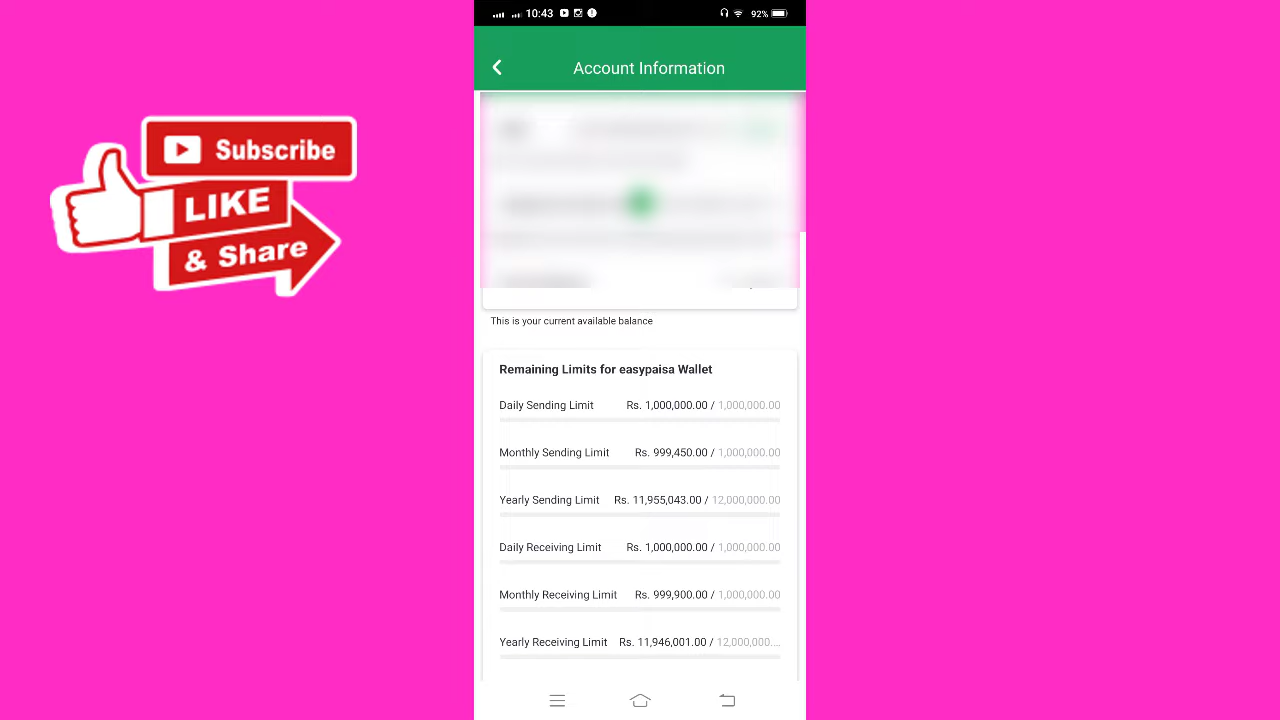 Subscribe
LIKE
& Share
10:43
92%
Account Information
This is your current available balance
Remaining Limits for easypaisa Wallet
Daily Sending Limit Rs. 1,000,000.00 / 1,000,000.00
Monthly Sending Limit Rs. 999,450.00 / 1,000,000.00
Yearly Sending Limit Rs. 11,955,043.00 / 12,000,000.00
Daily Receiving Limit Rs. 1,000,000.00 / 1,000,000.00
Monthly Receiving Limit Rs. 999,900.00 / 1,000,000.00
Yearly Receiving Limit Rs. 11,946,001.00 / 12,000,000....